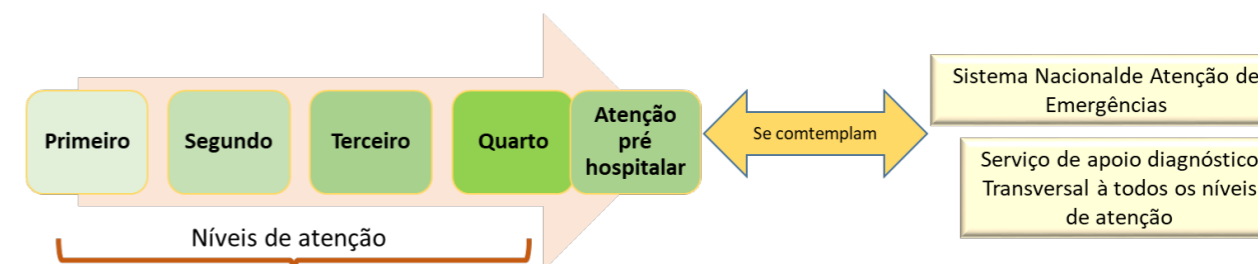 Primeiro
Segundo
Terceiro
Quarto
Atenção
pré
hospitalar
Se comtemplam
Sistema Nacionalde Atenção de
Emergências
Serviço de apoio diagnóstico
Transversal à todos os níveis
de atenção
Níveis de atenção